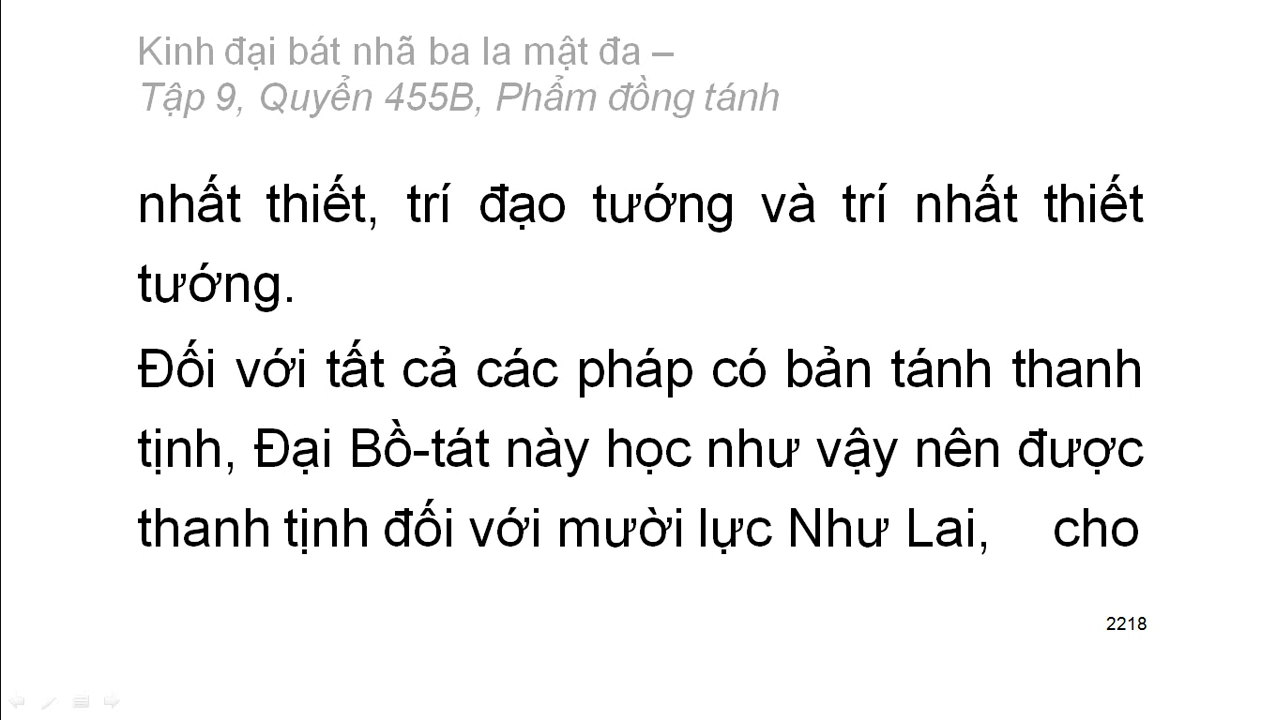 Kinh đại bát nhã ba la mật đa –
Tập 9, Quyển 455B, Phẩm đồng tánh
nhất thiết, trí đạo tướng và trí nhất thiết
tướng.
Đối với tất cả các pháp có bản tánh thanh
tịnh, Đại Bồ-tát này học như vậy nên được
thanh tịnh đối với mười lực Như Lai, cho
2218